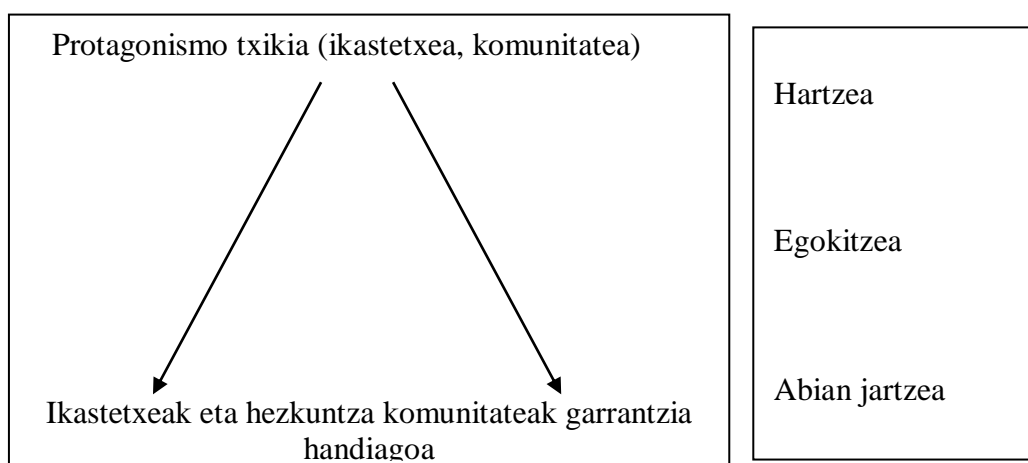 Protagonismo txikia (ikastetxea, komunitatea)
Ikastetxeak eta hezkuntza komunitateak garrantzia
handiagoa
Hartzea
Egokitzea
Abian jartzea